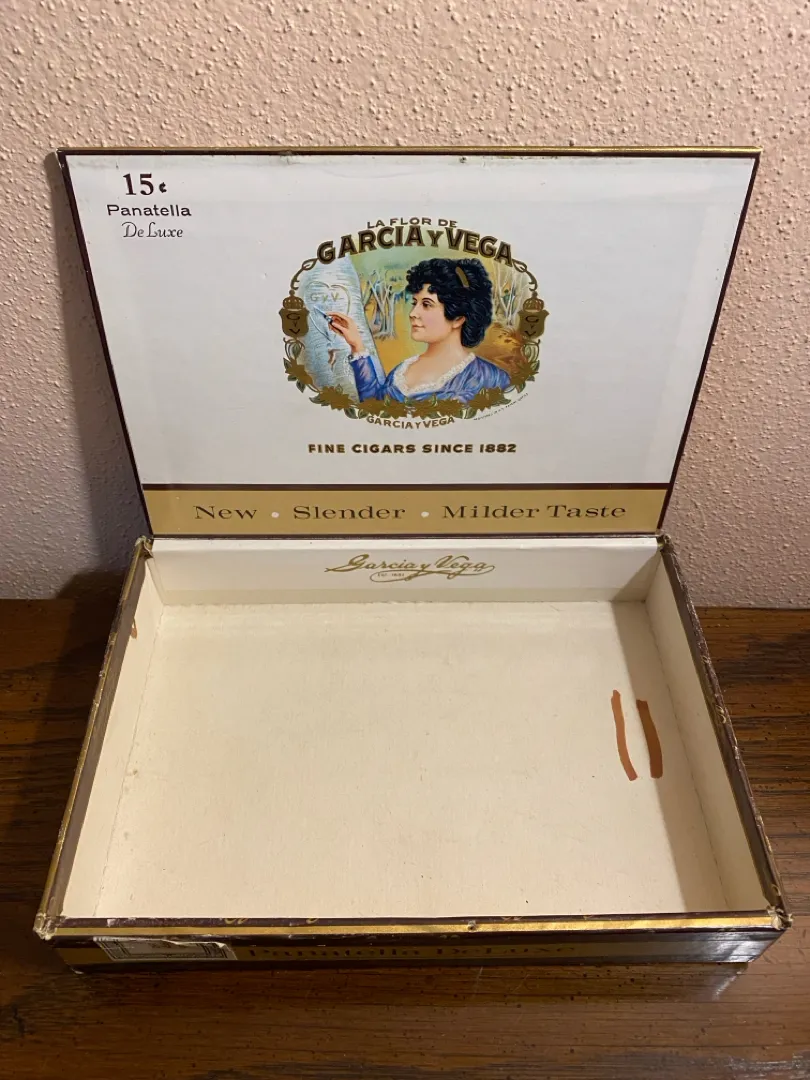 15¢
Panatella
De Luxe
LA FLOR DE
GARCIA Y VEGA
G Y V
GARCIA Y VEGA
FINE CIGARS SINCE 1882
New • Slender • Milder Taste
Garcia y Vega
Panatella De Luxe